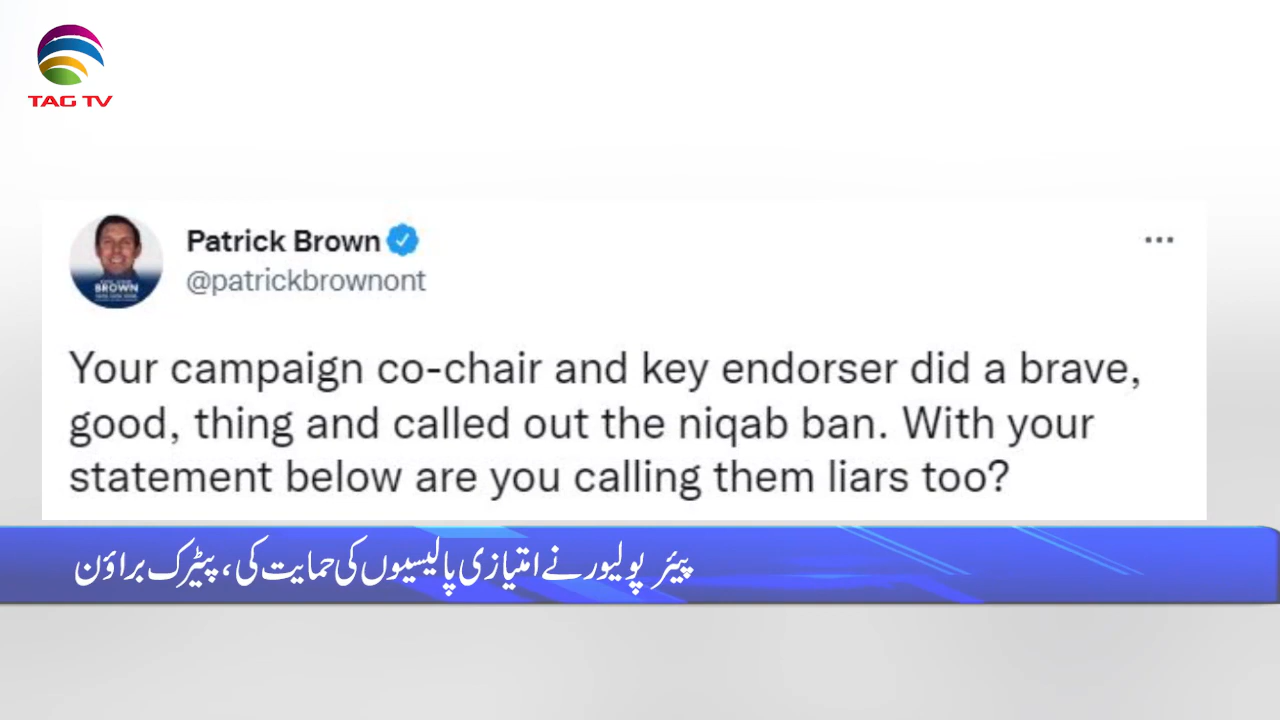 TAG TV
Patrick Brown
@patrickbrownont
BROWN
Your campaign co-chair and key endorser did a brave,
good, thing and called out the niqab ban. With your
statement below are you calling them liars too?
پیئر پولیور نے امتیازی پالیسیوں کی حمایت کی، پیٹرک براؤن